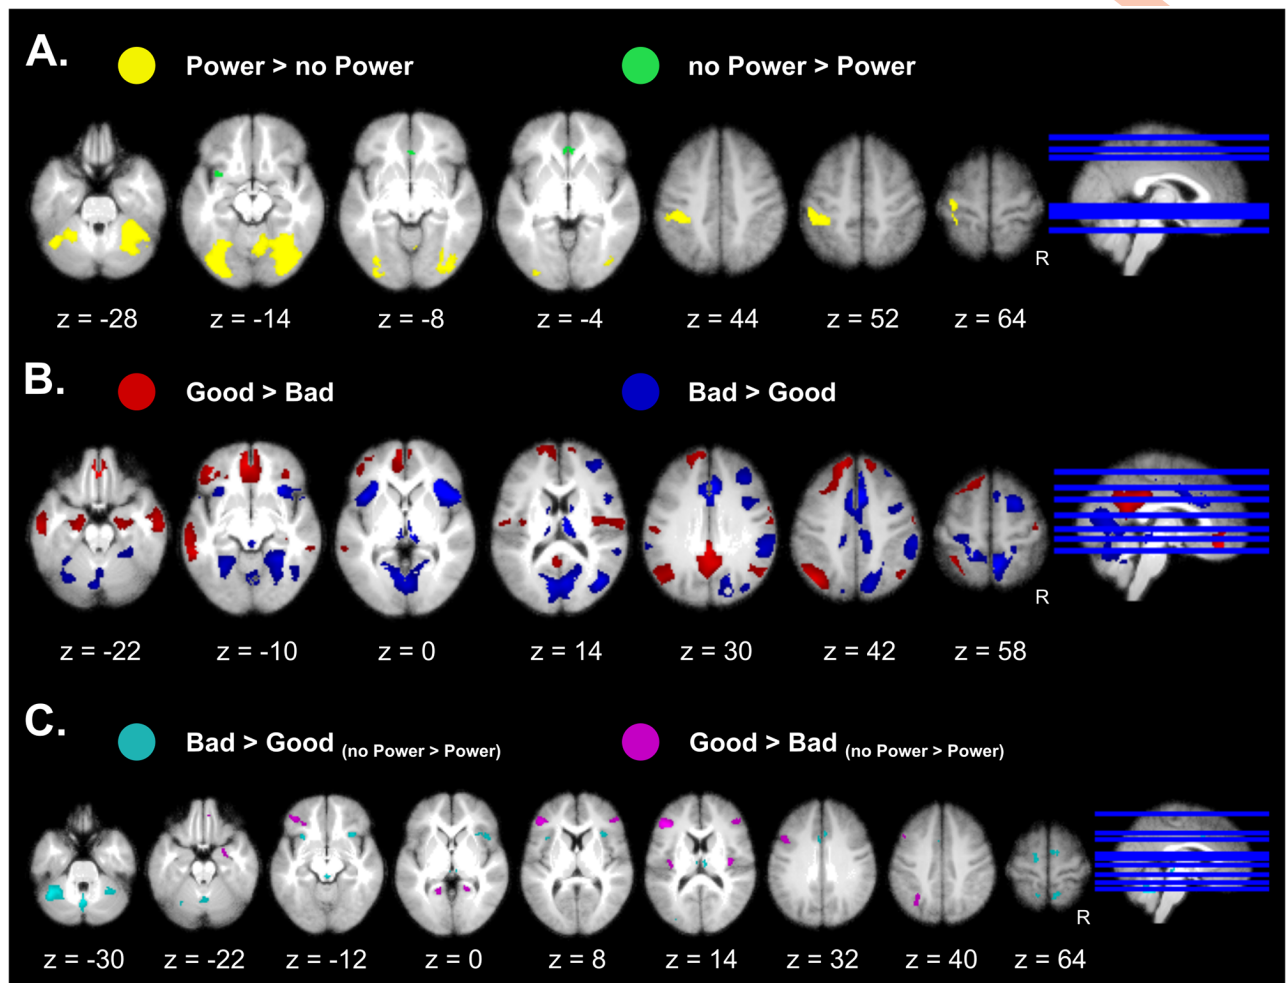 A.
Power > no Power
no Power > Power
R
z = -28 z = -14 z = -8 z = -4 z = 44 z = 52 z = 64
B.
Good > Bad
Bad > Good
R
z = -22 z = -10 z = 0 z = 14 z = 30 z = 42 z = 58
C.
Bad > Good (no Power > Power)
Good > Bad (no Power > Power)
R
z = -30 z = -22 z = -12 z = 0 z = 8 z = 14 z = 32 z = 40 z = 64